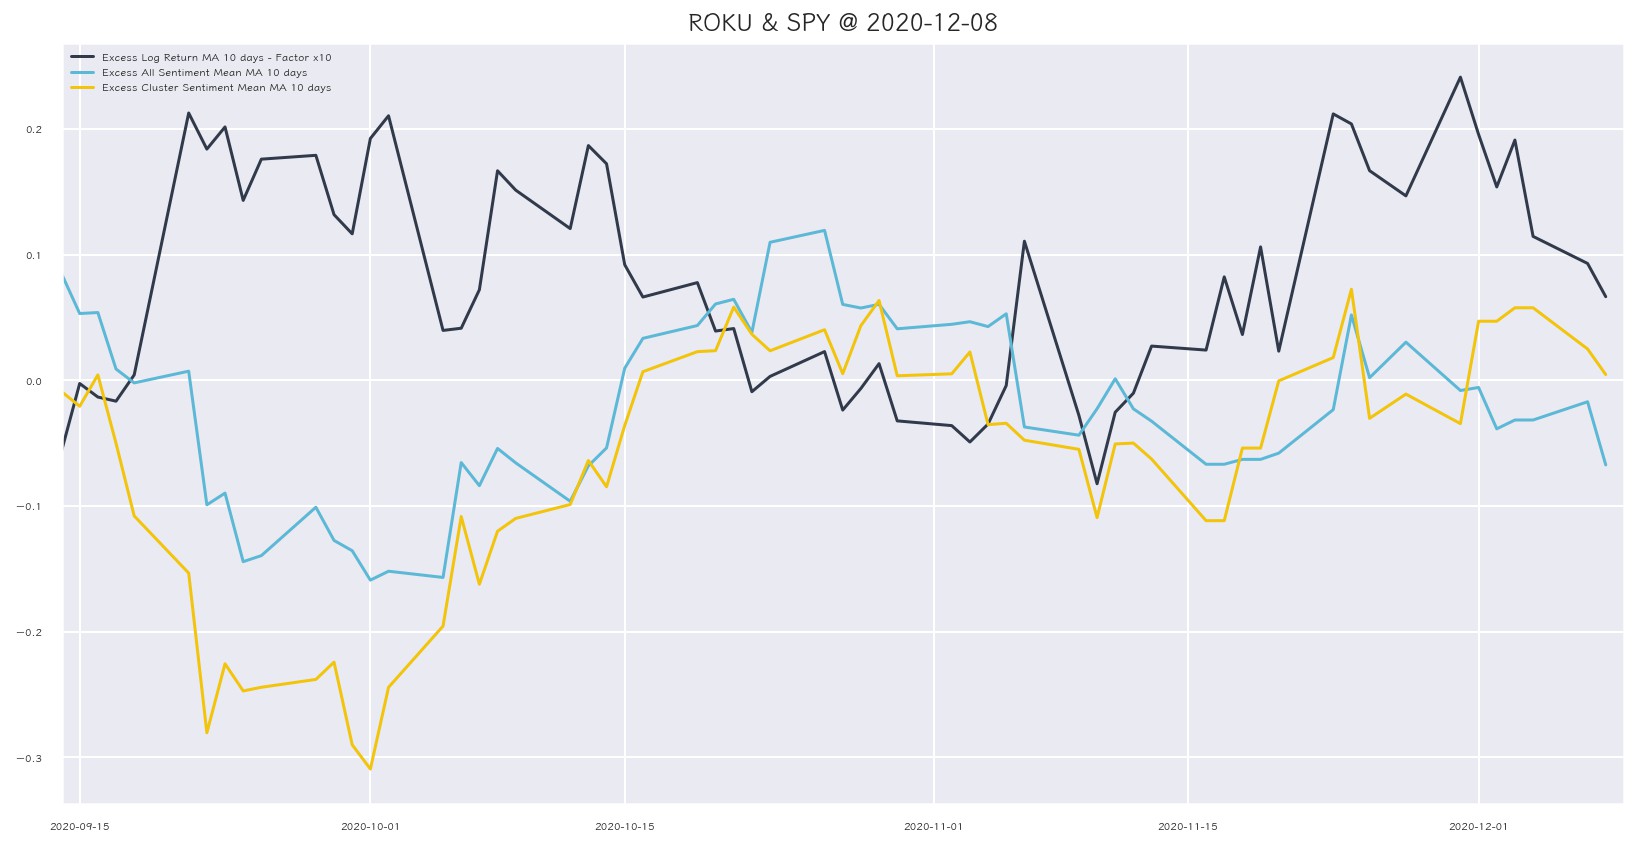 ROKU & SPY @ 2020-12-08
Excess Log Return MA 10 days - Factor x10
Excess All Sentiment Mean MA 10 days
Excess Cluster Sentiment Mean MA 10 days
0.2
0.1
0.0
−0.1
−0.2
−0.3
2020-09-15 2020-10-01 2020-10-15 2020-11-01 2020-11-15 2020-12-01